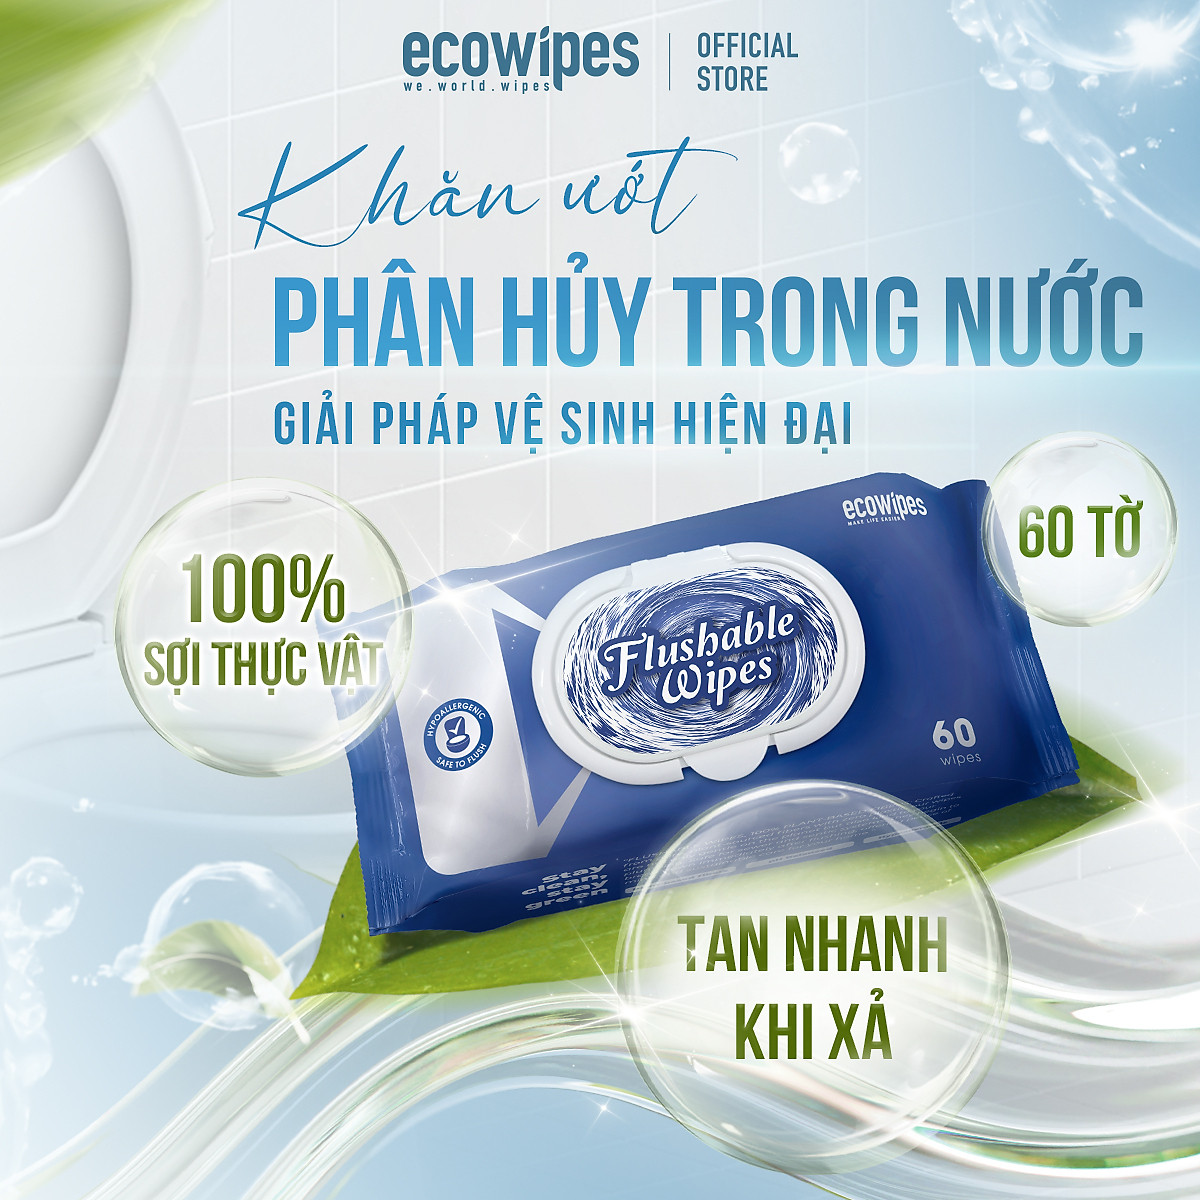 ecowipes
we.world.wipes
OFFICIAL
STORE
Khăn ướt
PHÂN HỦY TRONG NƯỚC
GIẢI PHÁP VỆ SINH HIỆN ĐẠI
100%
SỢI THỰC VẬT
60 TỜ
ecowipes
MAKE LIFE EASIER
Flushable
Wipes
HYPOALLERGENIC
SAFE TO FLUSH
60
wipes
Stay
clean,
stay
green
TAN NHANH
KHI XẢ